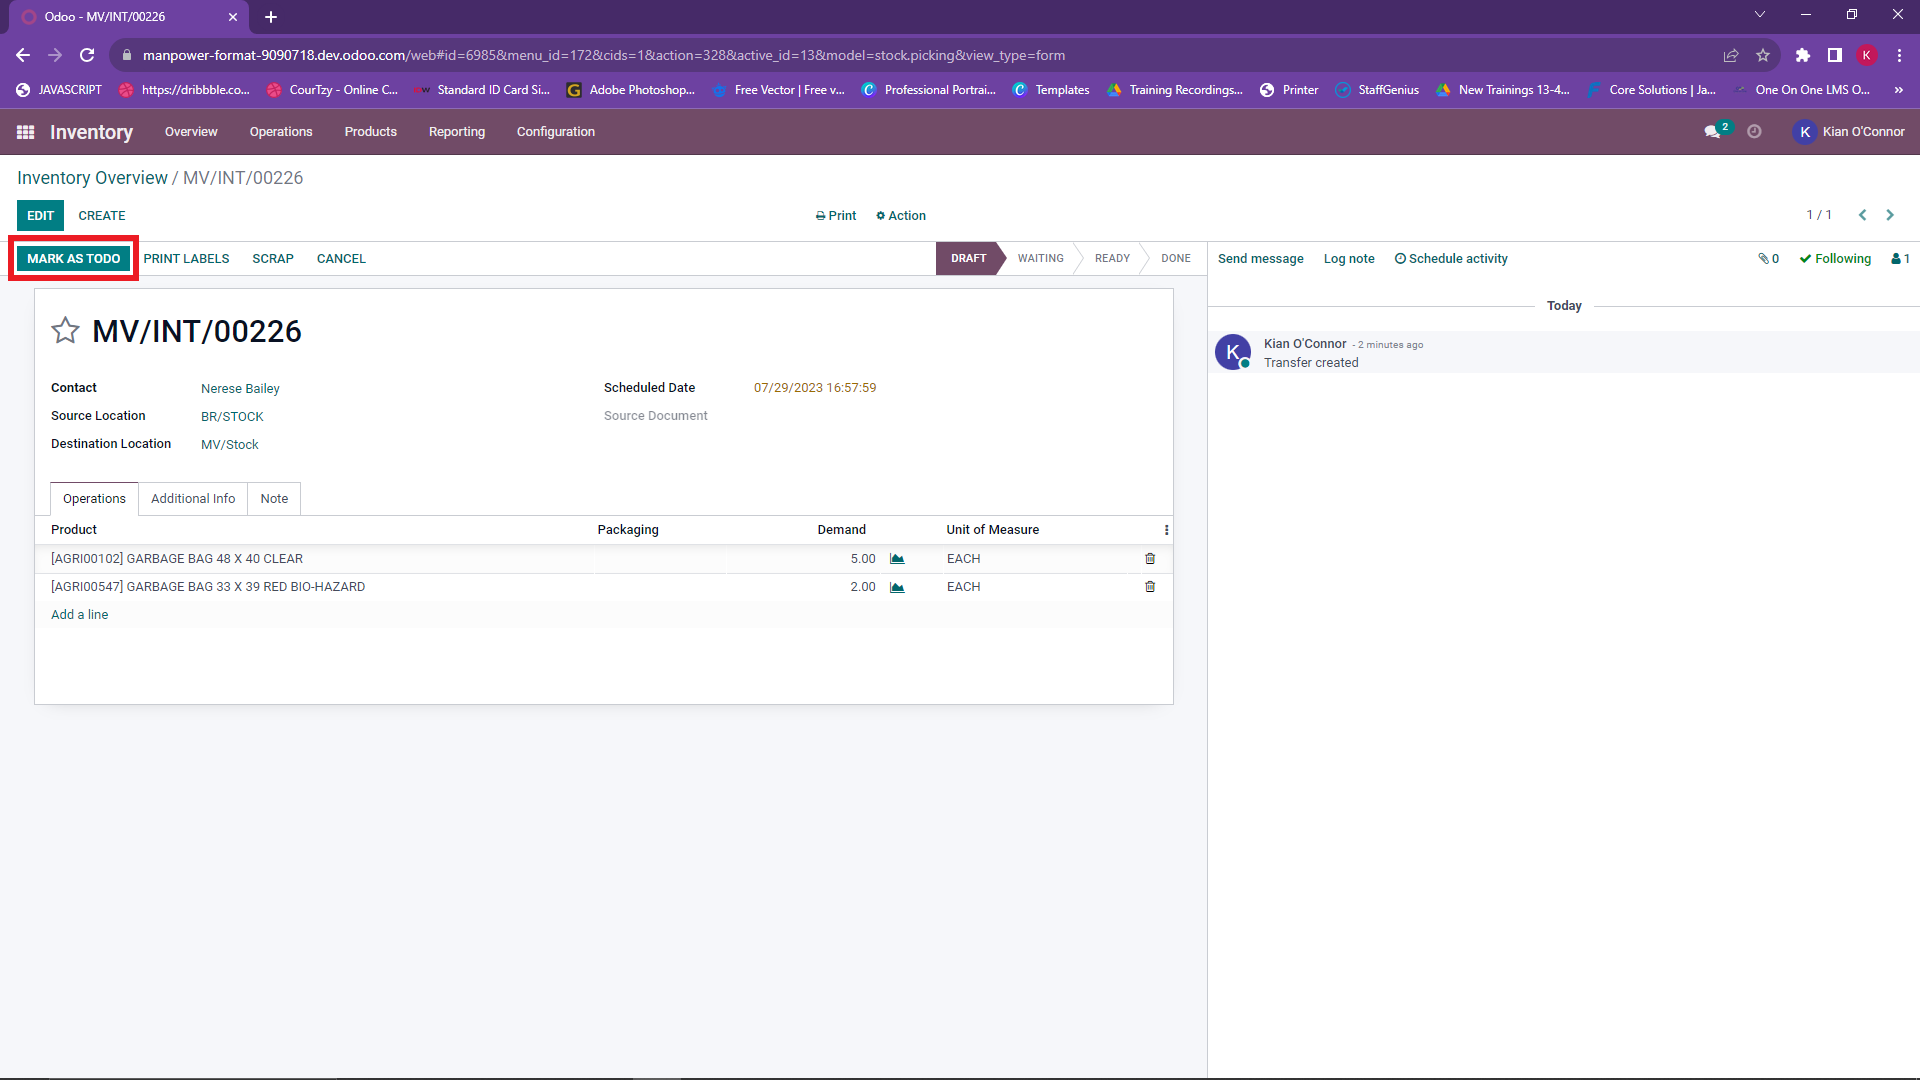 Odoo - MV/INT/00226
manpower-format-9090718.dev.odoo.com/web#id=6985&menu_id=172&cids=1&action=328&active_id=13&model=stock.picking&view_type=form
K
JAVASCRIPT https://dribbble.co... CourTzy - Online C... Standard ID Card Si... Adobe Photoshop... Free Vector | Free v... Professional Portrai... Templates Training Recordings... Printer StaffGenius New Trainings 13-4... Core Solutions | Ja... One On One LMS O... »
Inventory Overview Operations Products Reporting Configuration 2 K Kian O'Connor
Inventory Overview / MV/INT/00226
EDIT CREATE Print Action 1 / 1
MARK AS TODO PRINT LABELS SCRAP CANCEL DRAFT WAITING READY DONE Send message Log note Schedule activity 0 Following 1
Today
MV/INT/00226
K Kian O'Connor - 2 minutes ago
Transfer created
Contact Nerese Bailey Scheduled Date 07/29/2023 16:57:59
Source Location BR/STOCK Source Document
Destination Location MV/Stock
Operations Additional Info Note
Product Packaging Demand Unit of Measure
[AGRI00102] GARBAGE BAG 48 X 40 CLEAR 5.00 EACH
[AGRI00547] GARBAGE BAG 33 X 39 RED BIO-HAZARD 2.00 EACH
Add a line